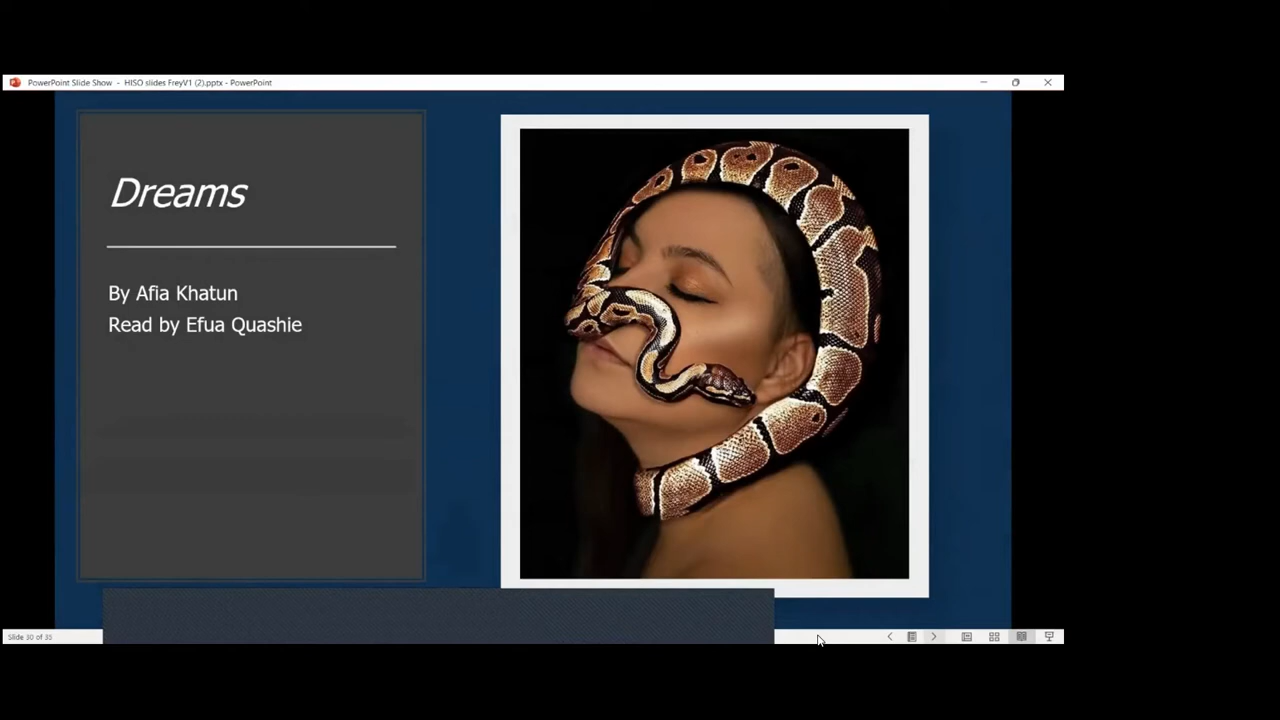 PowerPoint Slide Show - HISO slides FreyV1 (2).pptx - PowerPoint
Dreams
By Afia Khatun
Read by Efua Quashie
Slide 30 of 35